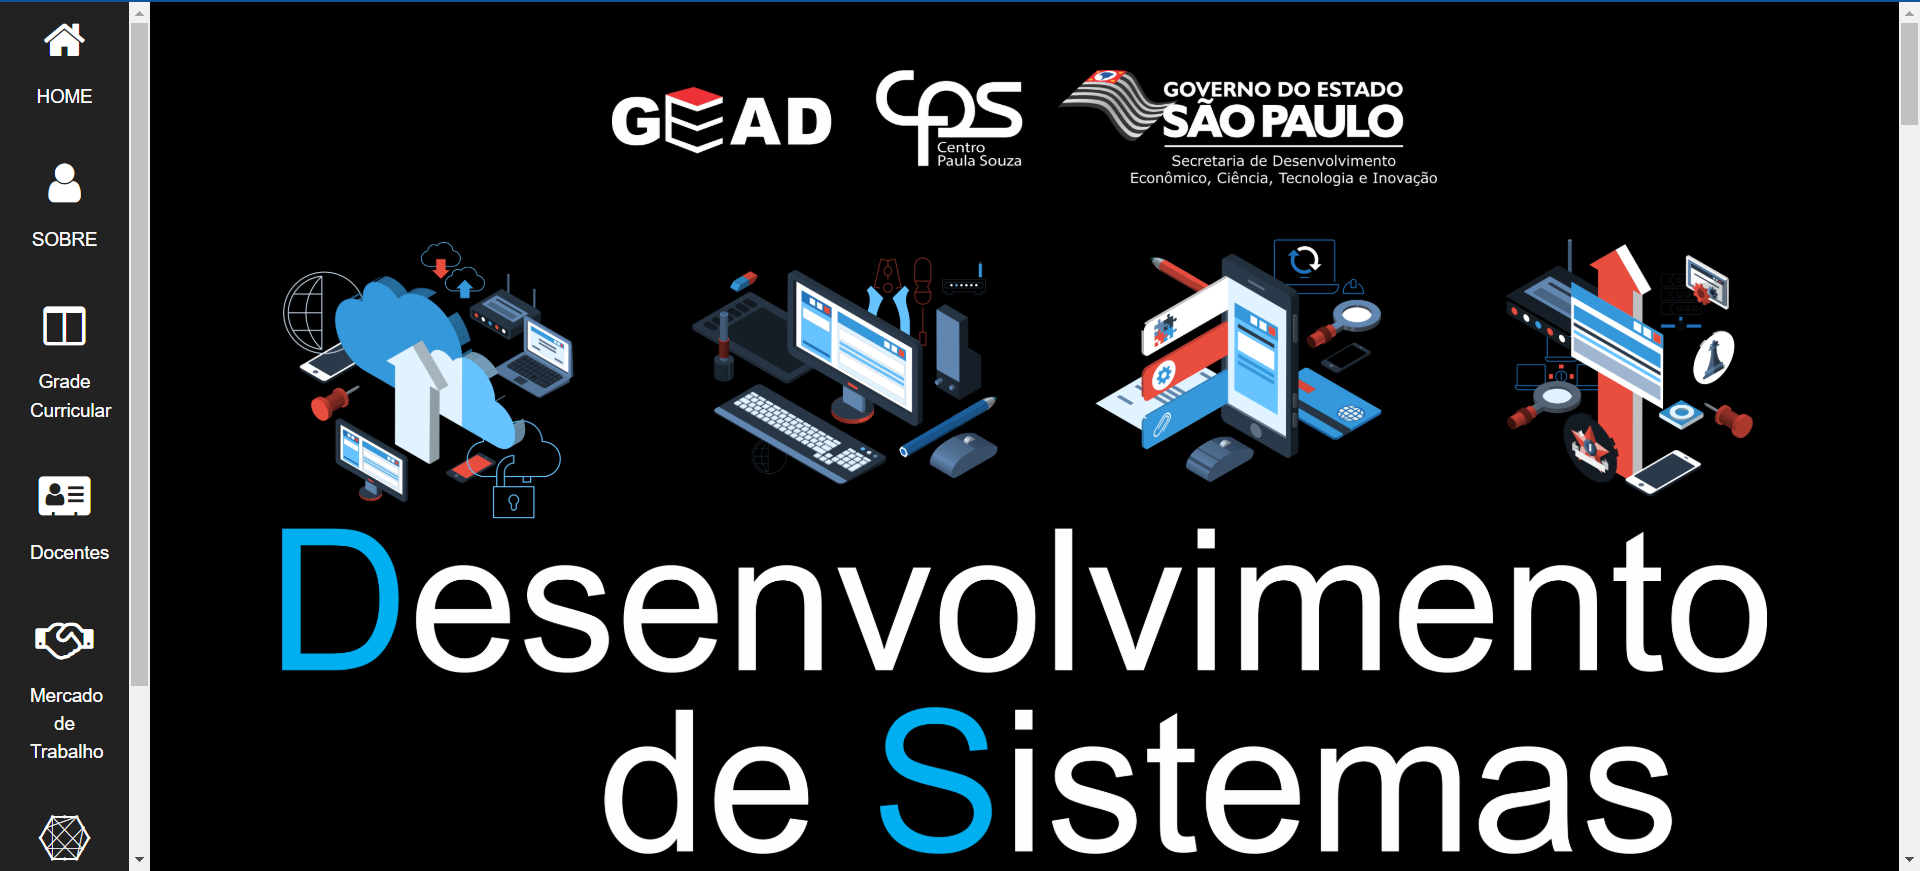 HOME
SOBRE
Grade
Curricular
Docentes
Mercado
de
Trabalho
GEAD
CPS
Centro
Paula Souza
GOVERNO DO ESTADO
SÃO PAULO
Secretaria de Desenvolvimento
Econômico, Ciência, Tecnologia e Inovação
Desenvolvimento
de Sistemas